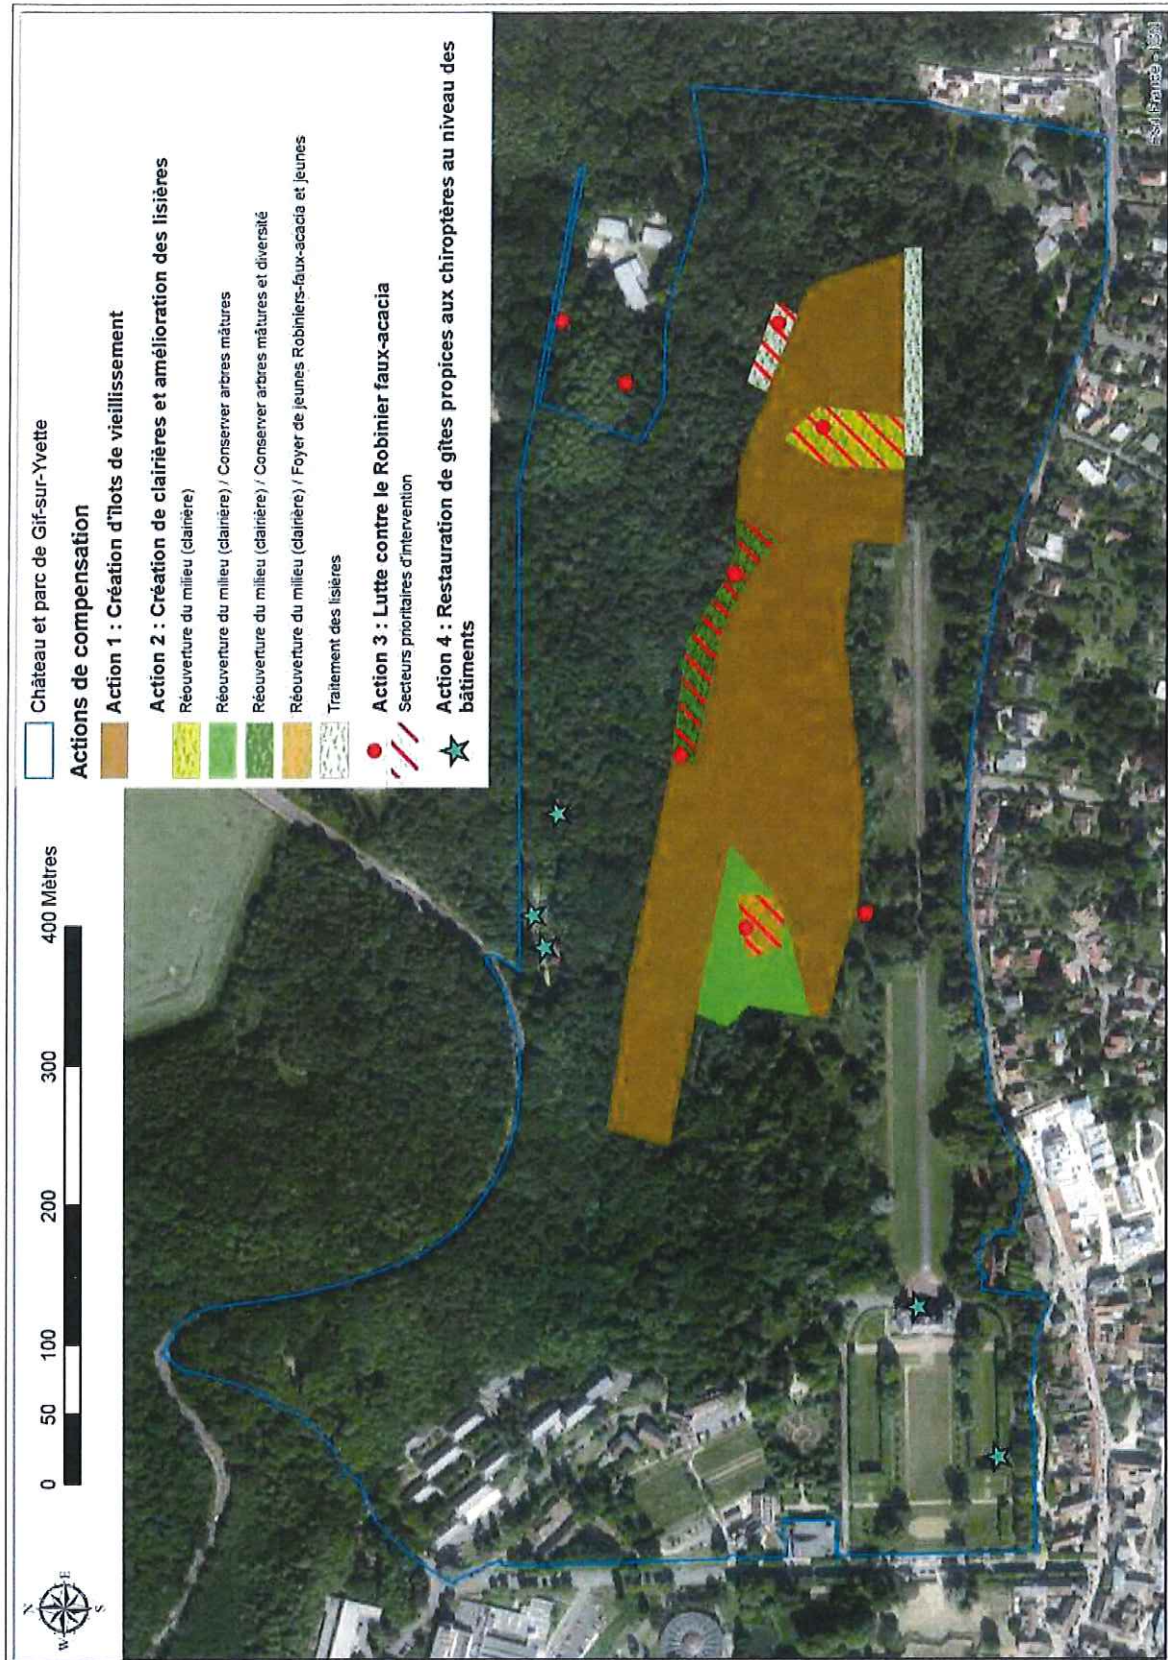 N
W E
S
0 50 100 200 300 400 Mètres
Château et parc de Gif-sur-Yvette
Actions de compensation
Action 1 : Création d'îlots de vieillissement
Action 2 : Création de clairières et amélioration des lisières
Réouverture du milieu (clairière)
Réouverture du milieu (clairière) / Conserver arbres mâtures
Réouverture du milieu (clairière) / Conserver arbres mâtures et diversité
Réouverture du milieu (clairière) / Foyer de jeunes Robiniers-faux-acacia et jeunes
Traitement des lisières
Action 3 : Lutte contre le Robinier faux-acacia
Secteurs prioritaires d'intervention
Action 4 : Restauration de gîtes propices aux chiroptères au niveau des
bâtiments
Esri France - IGN